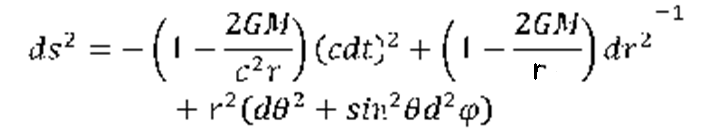 ds² = −(1 − 2GM/c²r)(cdt)² + (1 − 2GM/r)dr²⁻¹
+ r²(dθ² + sin²θd²φ)